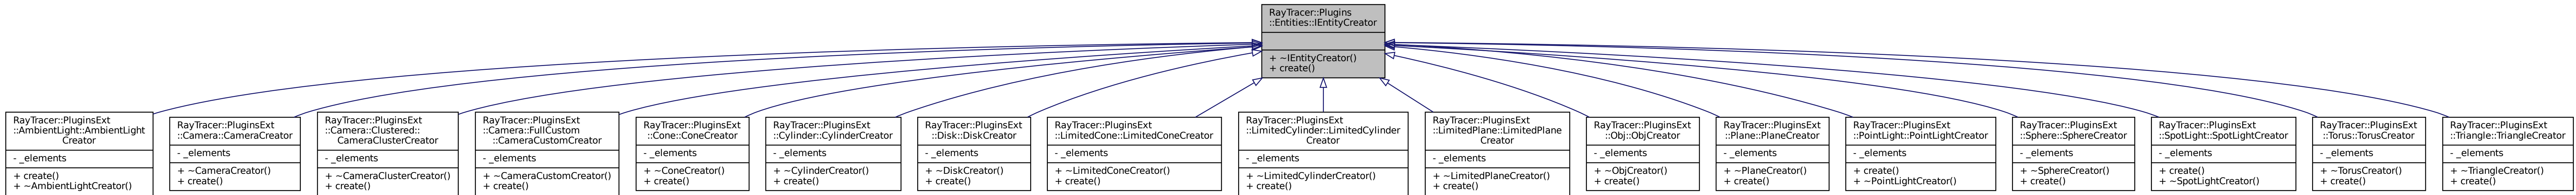 RayTracer::Plugins
::Entities::IEntityCreator
+ ~IEntityCreator()
+ create()
RayTracer::PluginsExt
::AmbientLight::AmbientLight
Creator
- _elements
+ create()
+ ~AmbientLightCreator()
RayTracer::PluginsExt
::Camera::CameraCreator
- _elements
+ ~CameraCreator()
+ create()
RayTracer::PluginsExt
::Camera::Clustered::
CameraClusterCreator
- _elements
+ ~CameraClusterCreator()
+ create()
RayTracer::PluginsExt
::Camera::FullCustom
::CameraCustomCreator
- _elements
+ ~CameraCustomCreator()
+ create()
RayTracer::PluginsExt
::Cone::ConeCreator
- _elements
+ ~ConeCreator()
+ create()
RayTracer::PluginsExt
::Cylinder::CylinderCreator
- _elements
+ ~CylinderCreator()
+ create()
RayTracer::PluginsExt
::Disk::DiskCreator
- _elements
+ ~DiskCreator()
+ create()
RayTracer::PluginsExt
::LimitedCone::LimitedConeCreator
- _elements
+ ~LimitedConeCreator()
+ create()
RayTracer::PluginsExt
::LimitedCylinder::LimitedCylinder
Creator
- _elements
+ ~LimitedCylinderCreator()
+ create()
RayTracer::PluginsExt
::LimitedPlane::LimitedPlane
Creator
- _elements
+ ~LimitedPlaneCreator()
+ create()
RayTracer::PluginsExt
::Obj::ObjCreator
- _elements
+ ~ObjCreator()
+ create()
RayTracer::PluginsExt
::Plane::PlaneCreator
- _elements
+ ~PlaneCreator()
+ create()
RayTracer::PluginsExt
::PointLight::PointLightCreator
- _elements
+ create()
+ ~PointLightCreator()
RayTracer::PluginsExt
::Sphere::SphereCreator
- _elements
+ ~SphereCreator()
+ create()
RayTracer::PluginsExt
::SpotLight::SpotLightCreator
- _elements
+ create()
+ ~SpotLightCreator()
RayTracer::PluginsExt
::Torus::TorusCreator
- _elements
+ ~TorusCreator()
+ create()
RayTracer::PluginsExt
::Triangle::TriangleCreator
- _elements
+ ~TriangleCreator()
+ create()